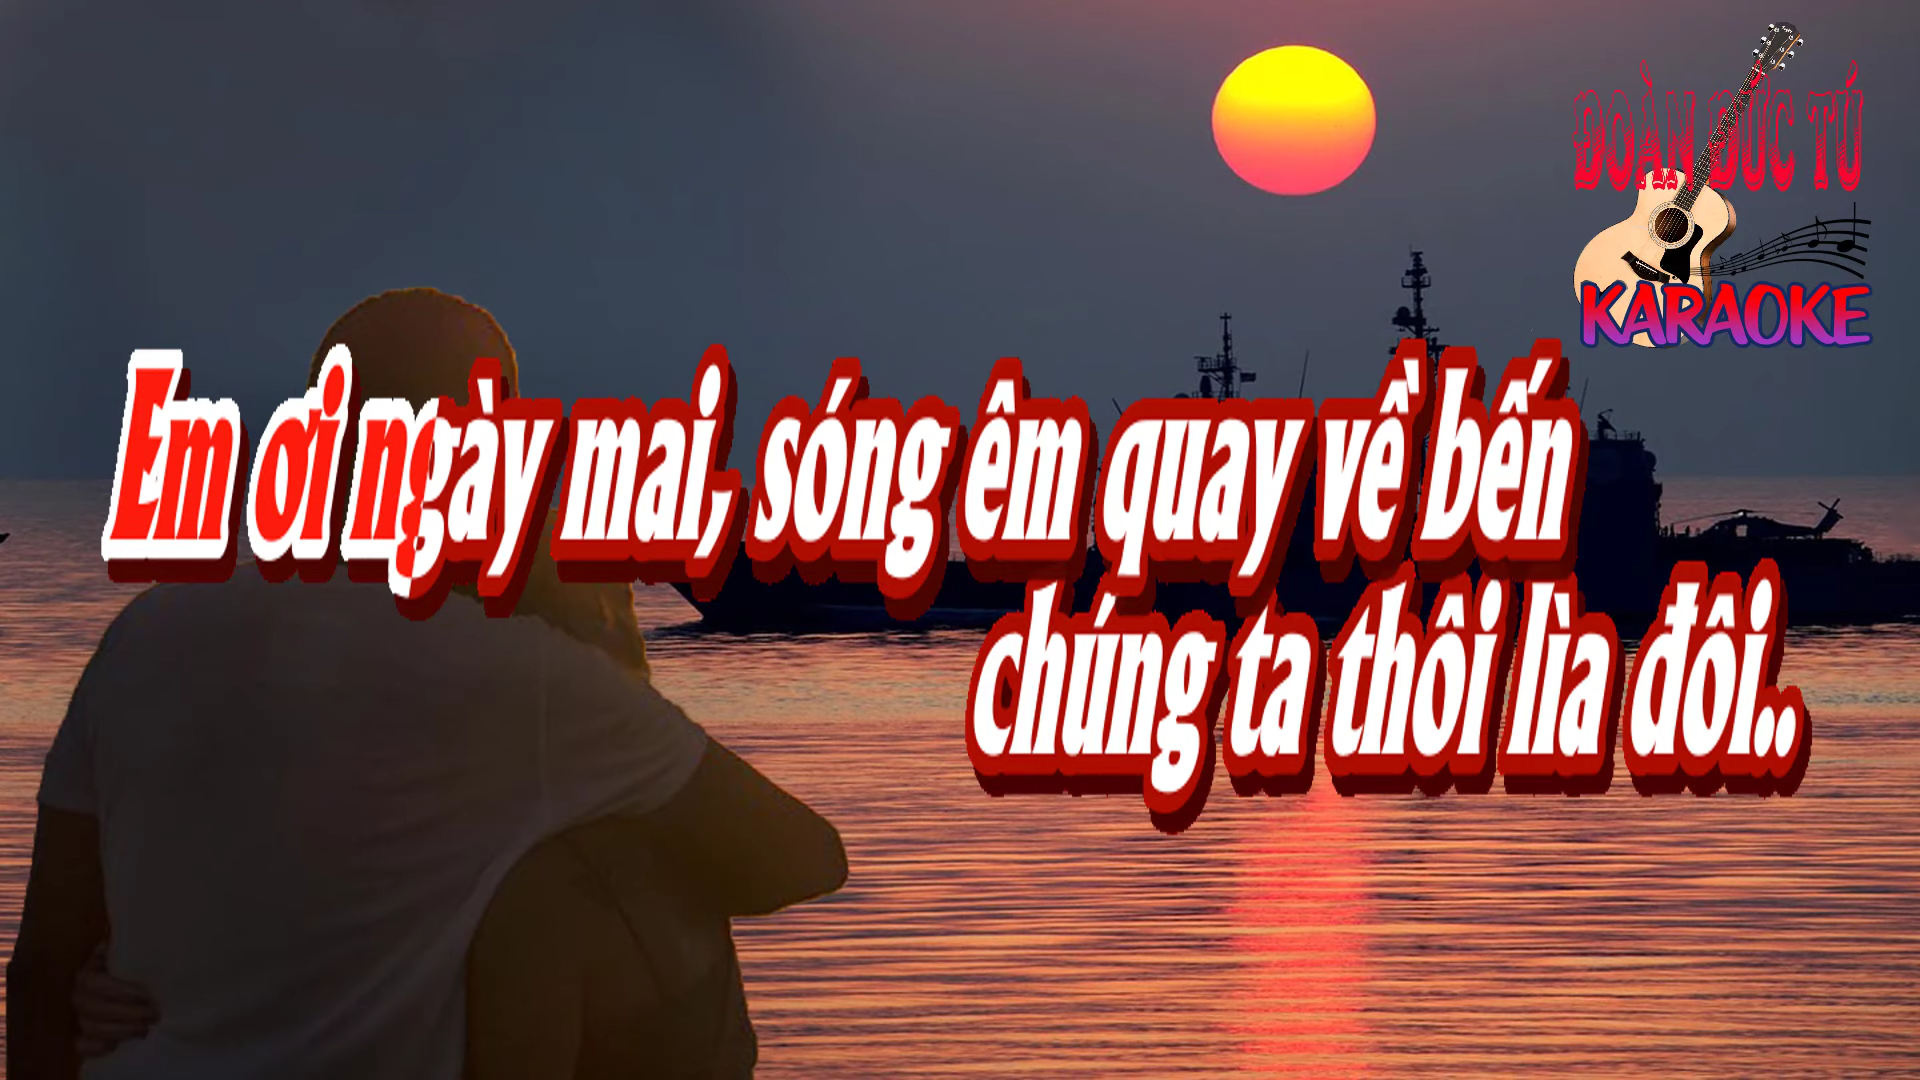 ĐOÀN ĐỨC TÚ
KARAOKE
Em ơi ngày mai, sóng êm quay về bến
chúng ta thôi lìa đôi..